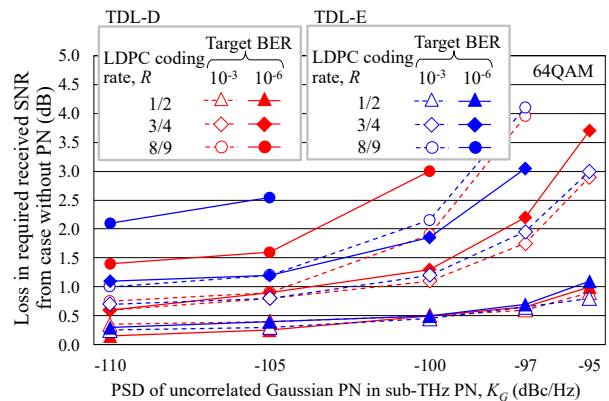 TDL-D
TDL-E
LDPC coding rate, R
Target BER
10-3 10-6
1/2
3/4
8/9
LDPC coding rate, R
Target BER
10-3 10-6
1/2
3/4
8/9
64QAM
Loss in required received SNR from case without PN (dB)
5.0
4.5
4.0
3.5
3.0
2.5
2.0
1.5
1.0
0.5
0.0
-110 -105 -100 -97 -95
PSD of uncorrelated Gaussian PN in sub-THz PN, KG (dBc/Hz)